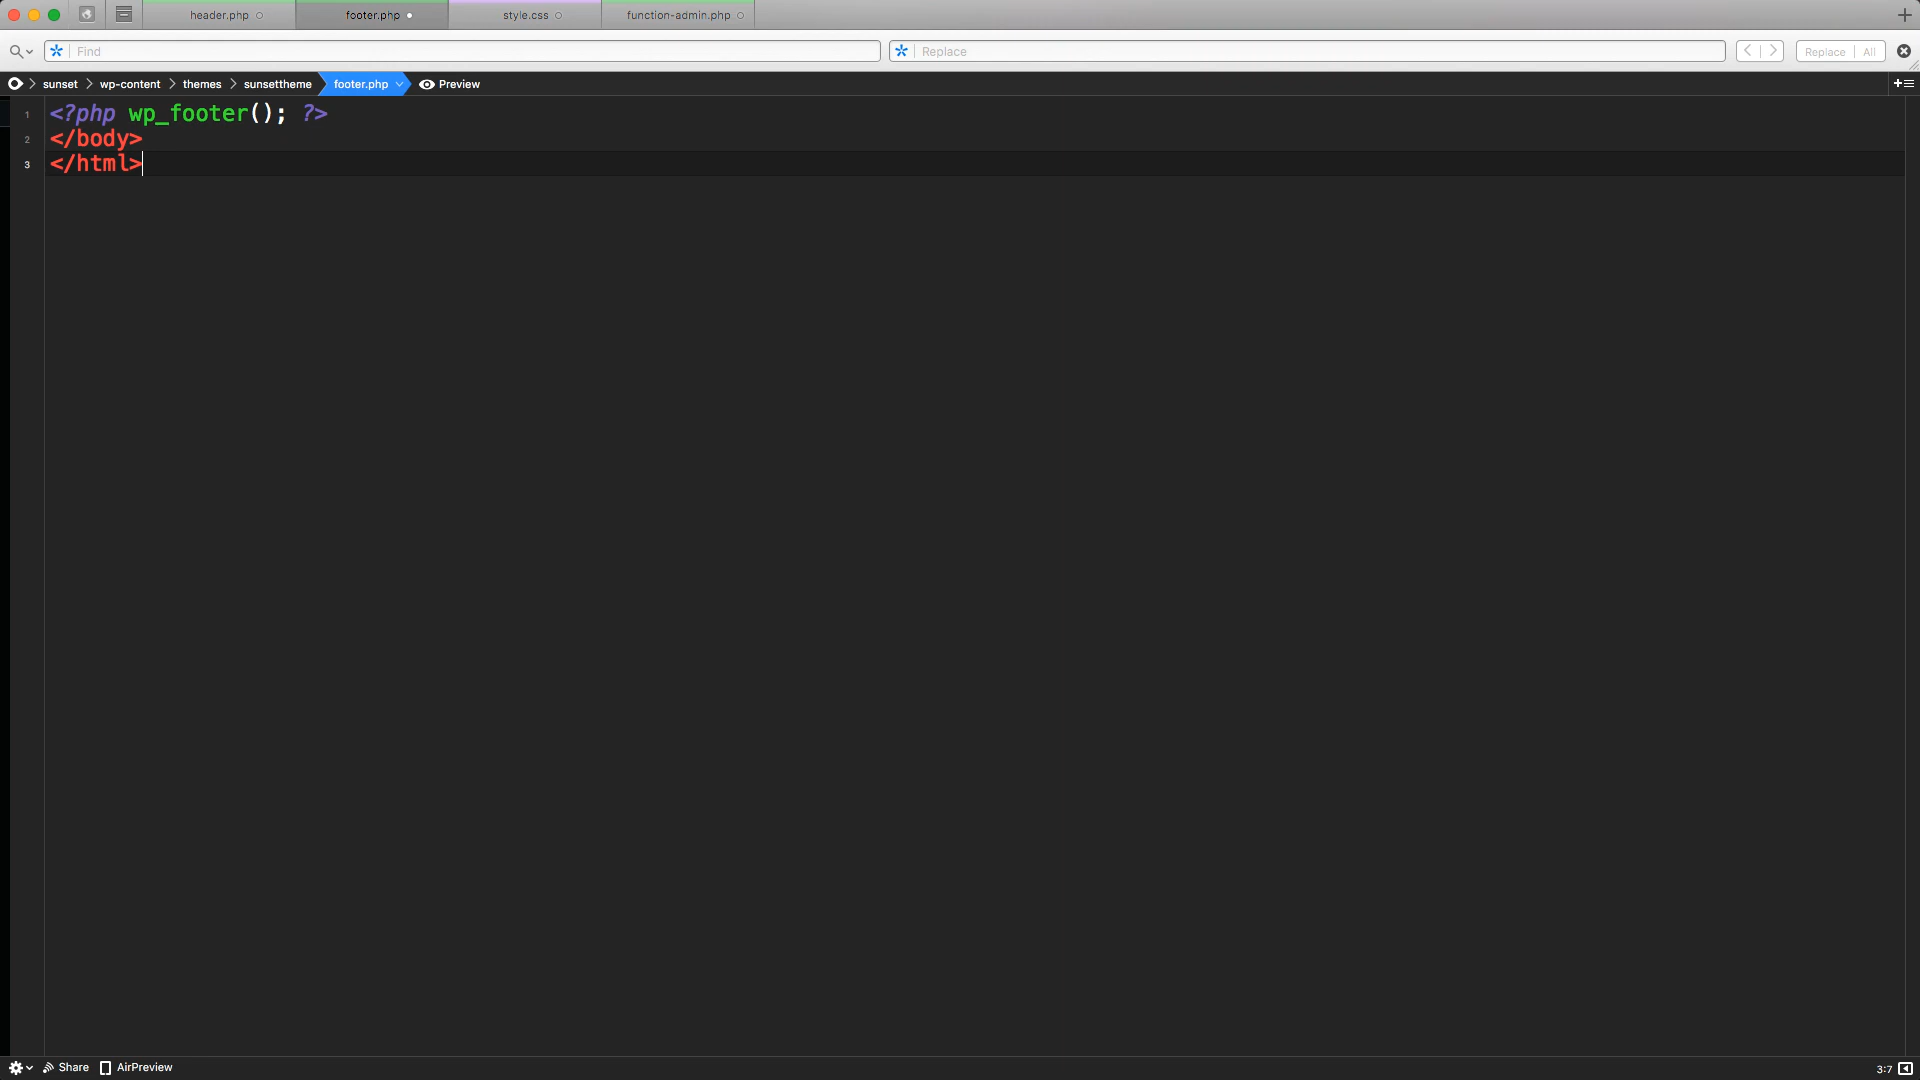 header.php
footer.php
style.css
function-admin.php
Find
Replace
Replace
All
sunset
wp-content
themes
sunsettheme
footer.php
Preview
1 <?php wp_footer(); ?>
2 </body>
3 </html>
Share
AirPreview
3:7